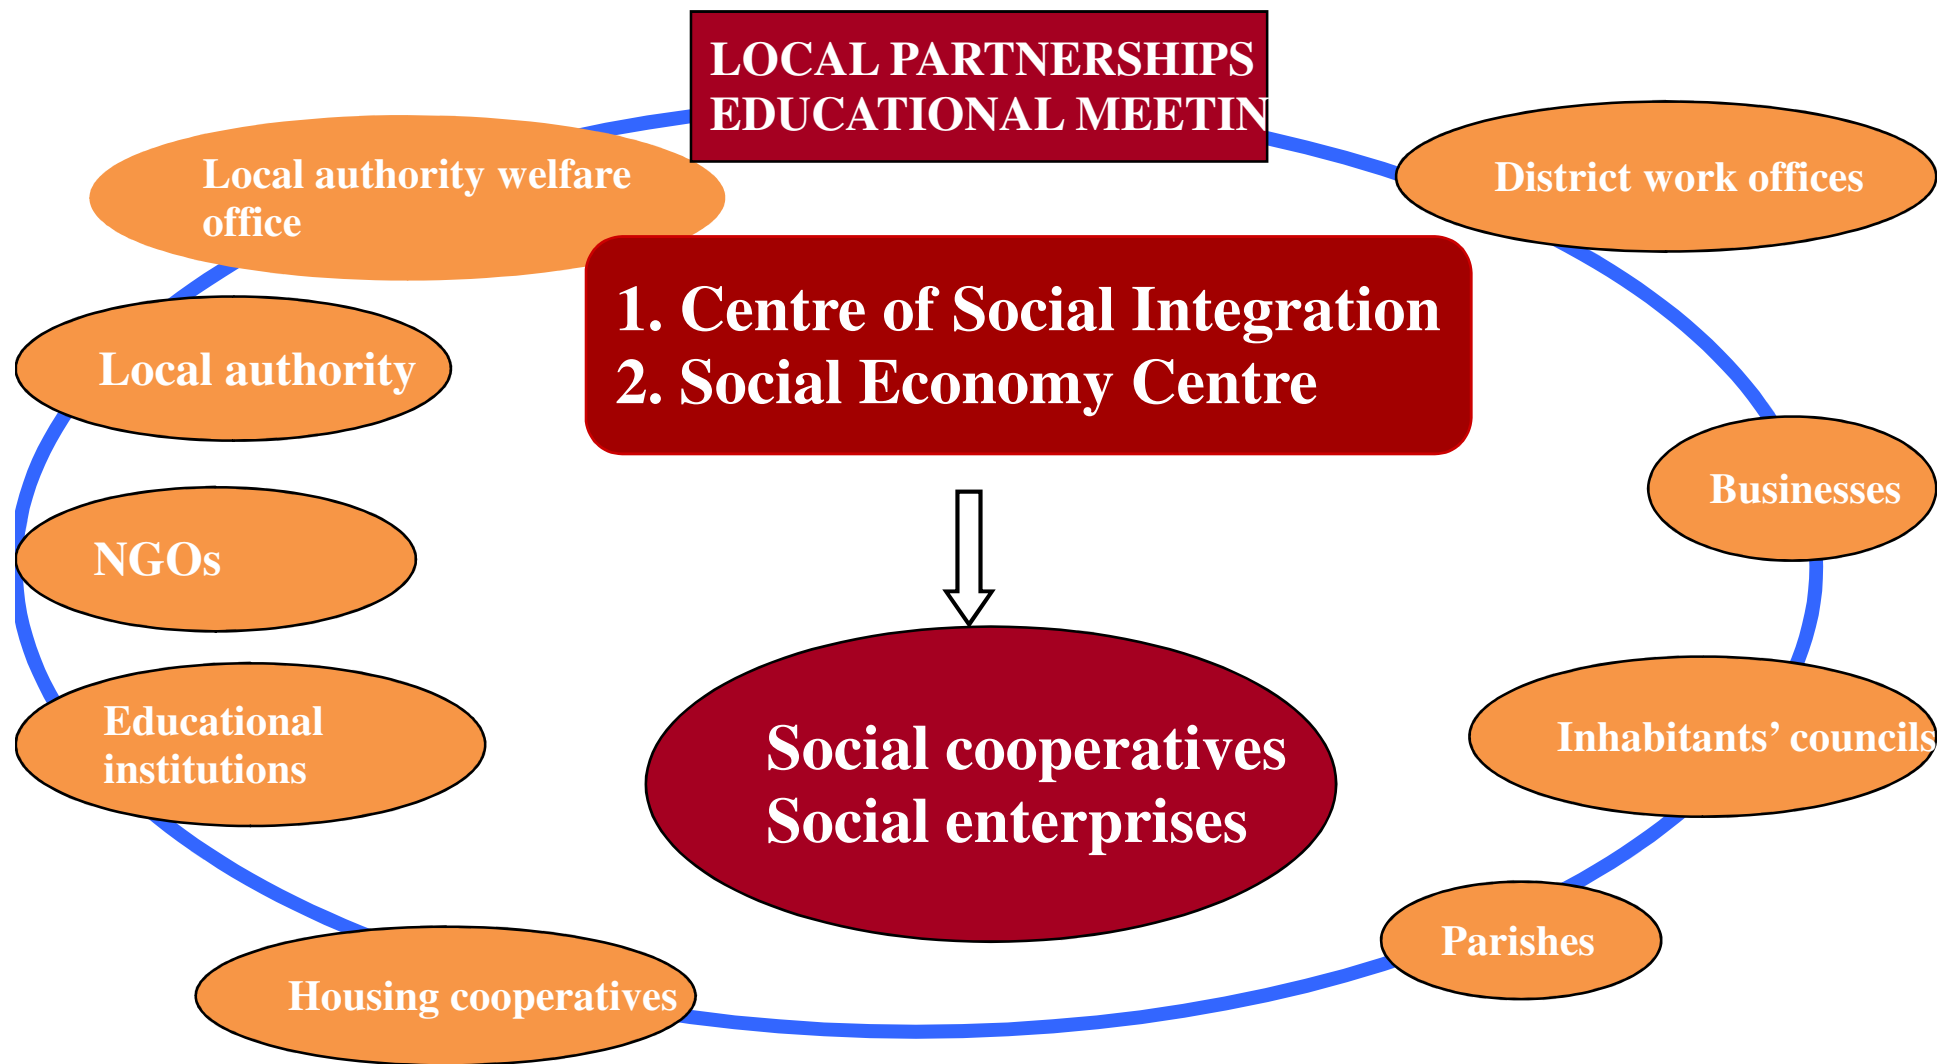 LOCAL PARTNERSHIPS
EDUCATIONAL MEETIN
Local authority welfare
office
District work offices
1. Centre of Social Integration
2. Social Economy Centre
Local authority
Businesses
NGOs
Educational
institutions
Inhabitants’ councils
Social cooperatives
Social enterprises
Parishes
Housing cooperatives